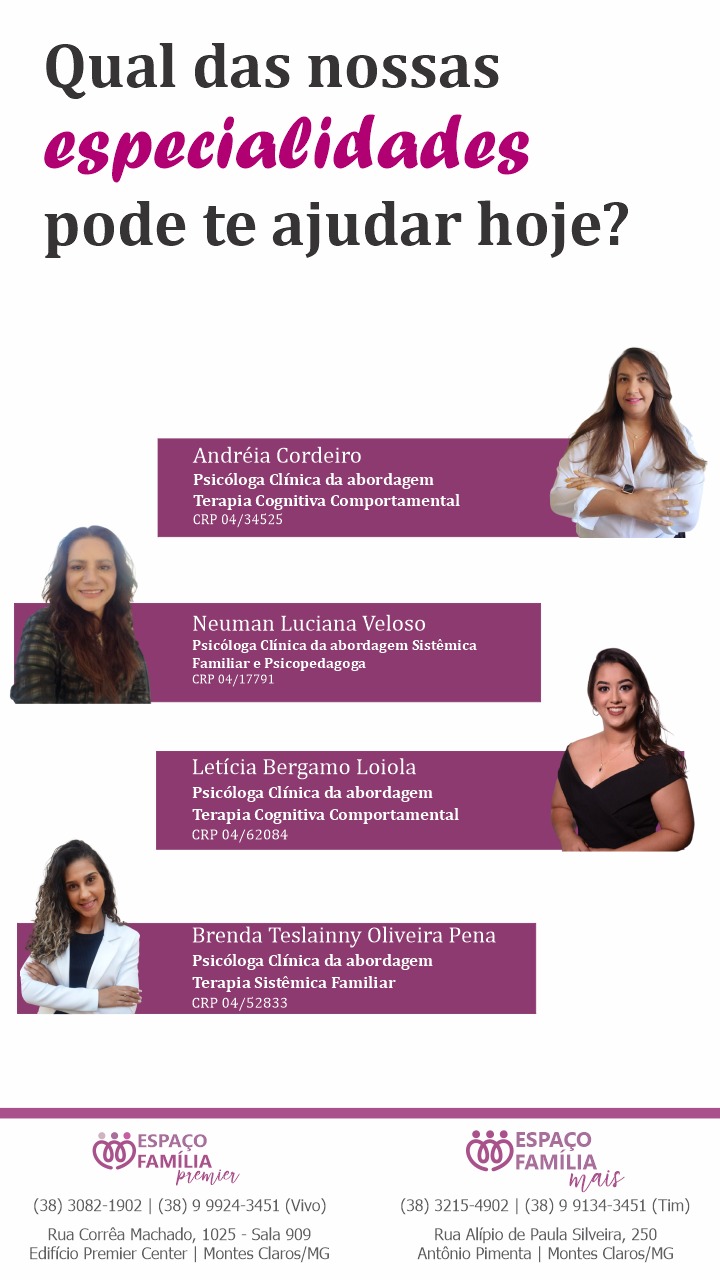 Qual das nossas
especialidades
pode te ajudar hoje?
Andréia Cordeiro
Psicóloga Clínica da abordagem
Terapia Cognitiva Comportamental
CRP 04/34525
Neuman Luciana Veloso
Psicóloga Clínica da abordagem Sistêmica
Familiar e Psicopedagoga
CRP 04/17791
Letícia Bergamo Loiola
Psicóloga Clínica da abordagem
Terapia Cognitiva Comportamental
CRP 04/62084
Brenda Teslainny Oliveira Pena
Psicóloga Clínica da abordagem
Terapia Sistêmica Familiar
CRP 04/52833
ESPAÇO
FAMÍLIA
premier
(38) 3082-1902 | (38) 9 9924-3451 (Vivo)
Rua Corrêa Machado, 1025 - Sala 909
Edifício Premier Center | Montes Claros/MG
ESPAÇO
FAMÍLIA
mais
(38) 3215-4902 | (38) 9 9134-3451 (Tim)
Rua Alípio de Paula Silveira, 250
Antônio Pimenta | Montes Claros/MG